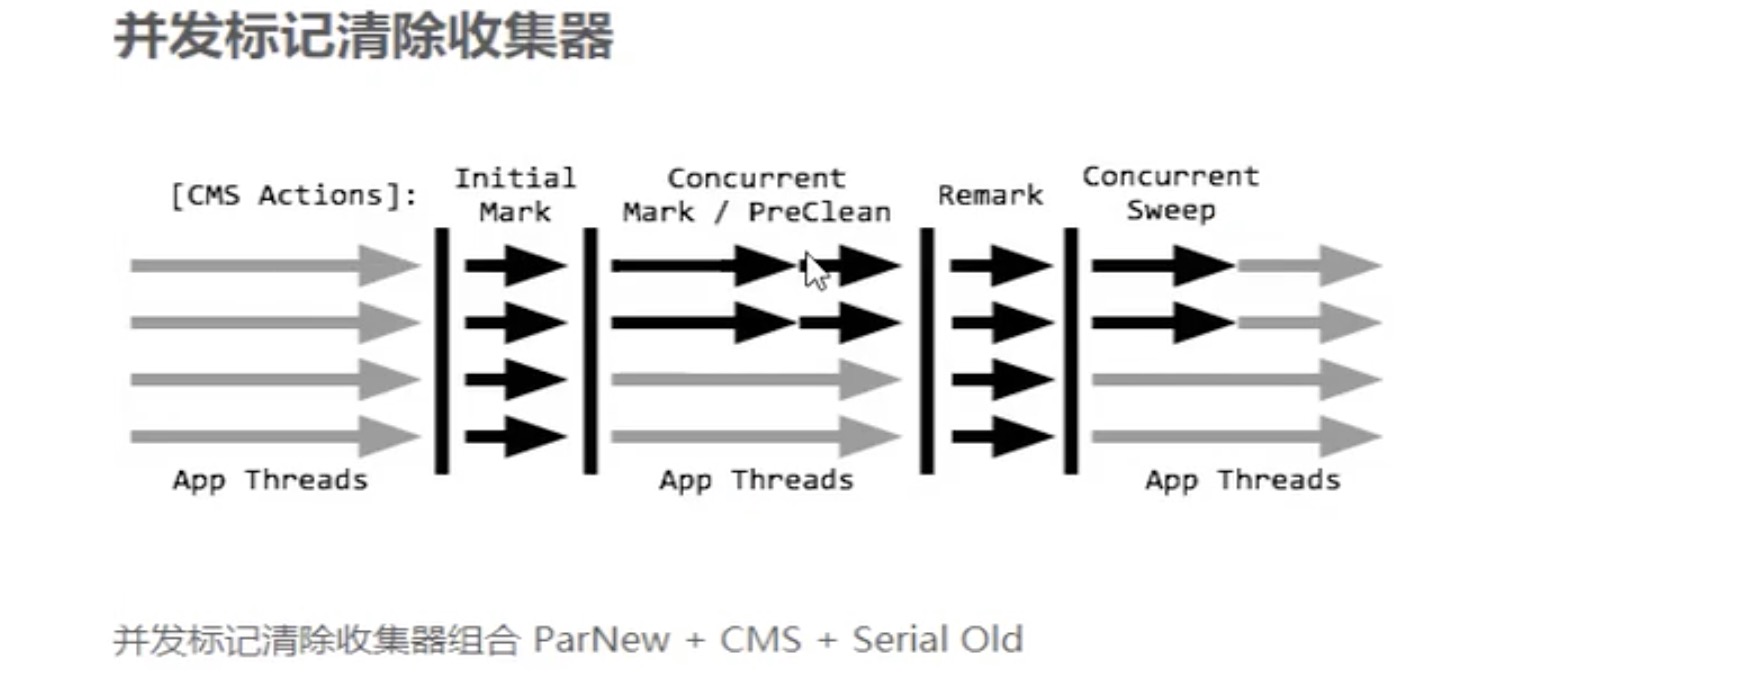 并发标记清除收集器
[CMS Actions]:
Initial
Mark
Concurrent
Mark / PreClean
Remark
Concurrent
Sweep
App Threads
App Threads
App Threads
并发标记清除收集器组合 ParNew + CMS + Serial Old